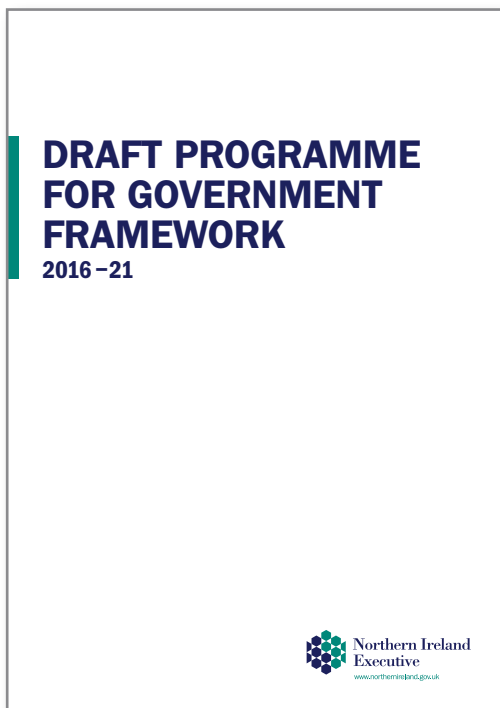 DRAFT PROGRAMME
FOR GOVERNMENT
FRAMEWORK
2016–21
Northern Ireland
Executive
www.northernireland.gov.uk